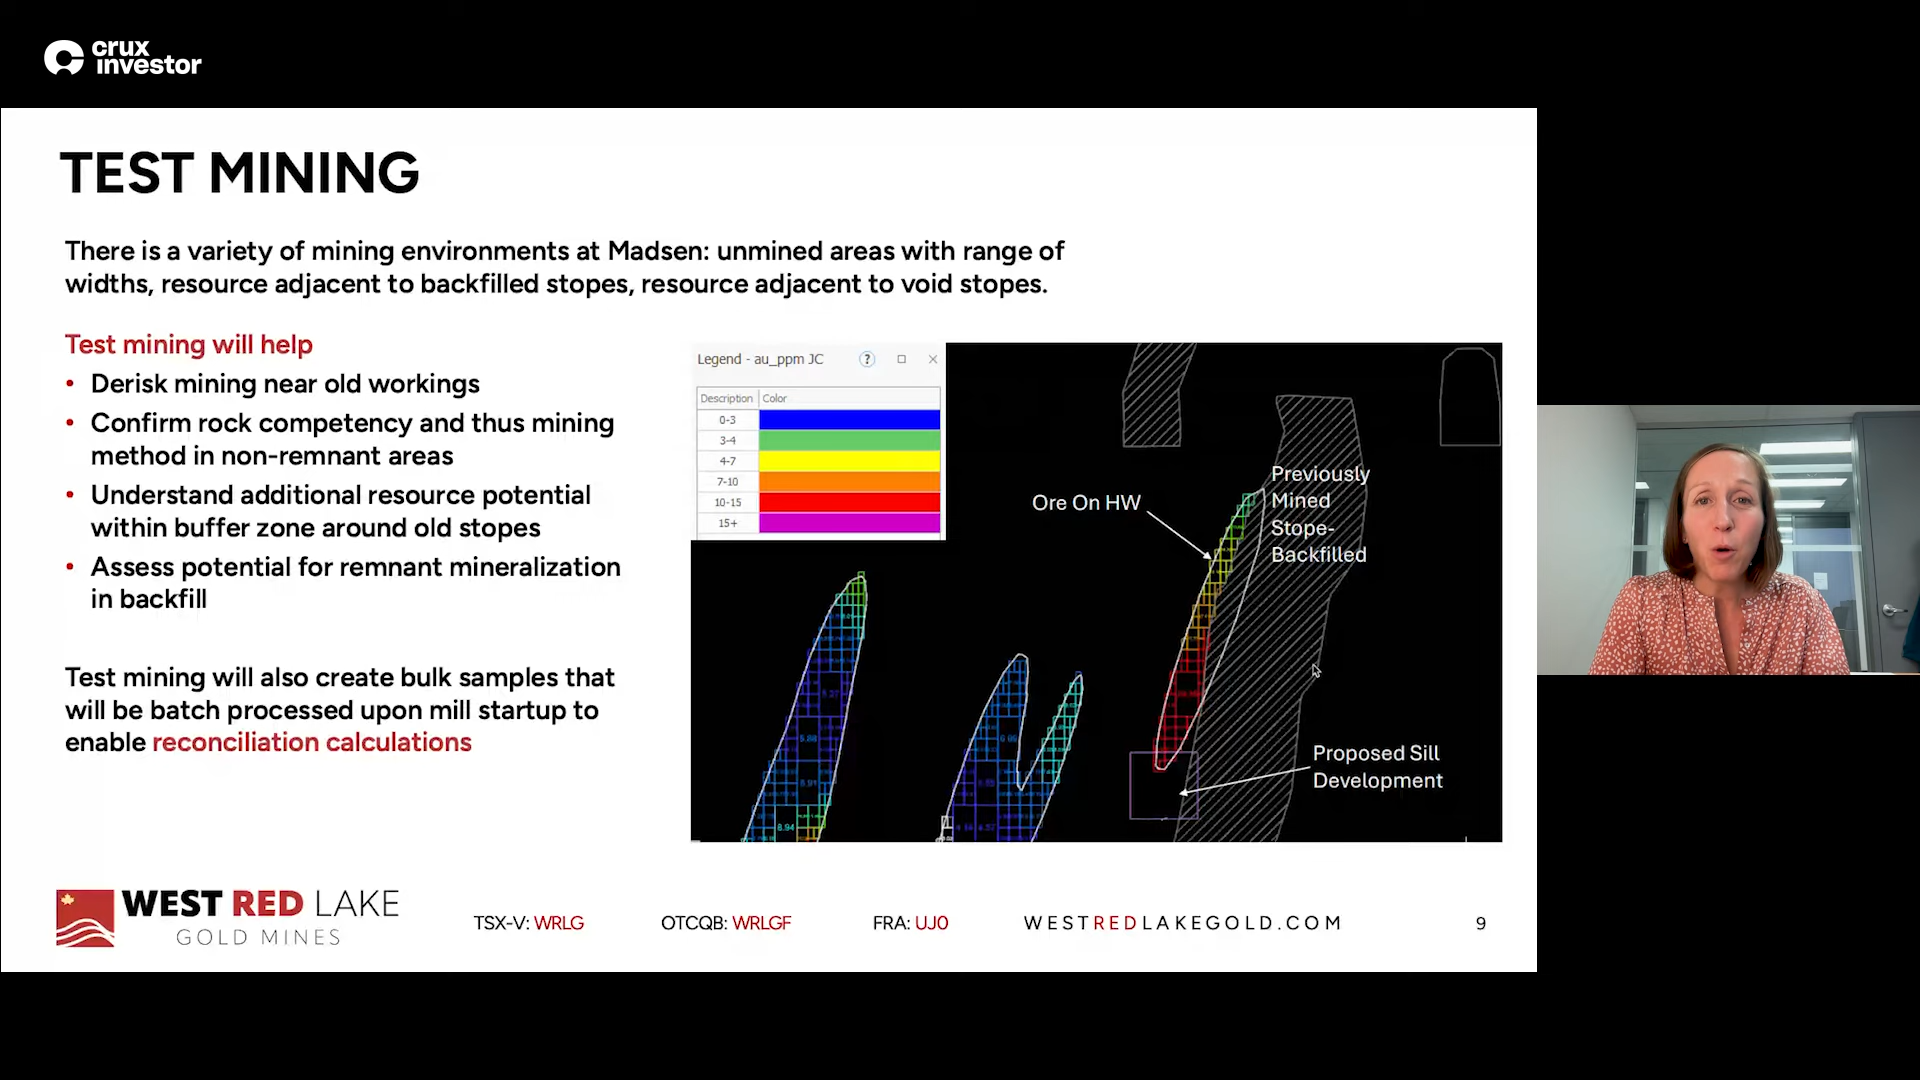 crux
investor
TEST MINING
There is a variety of mining environments at Madsen: unmined areas with range of
widths, resource adjacent to backfilled stopes, resource adjacent to void stopes.
Test mining will help
• Derisk mining near old workings
• Confirm rock competency and thus mining
method in non-remnant areas
• Understand additional resource potential
within buffer zone around old stopes
• Assess potential for remnant mineralization
in backfill
Test mining will also create bulk samples that
will be batch processed upon mill startup to
enable reconciliation calculations
Legend - au_ppm JC
Description Color
0-3
3-4
4-7
7-10
10-15
15+
Ore On HW
Previously
Mined
Stope-
Backfilled
Proposed Sill
Development
8.94
WEST RED LAKE
GOLD MINES
TSX-V: WRLG
OTCQB: WRLGF
FRA: UJ0
WESTREDLAKEGOLD.COM
9